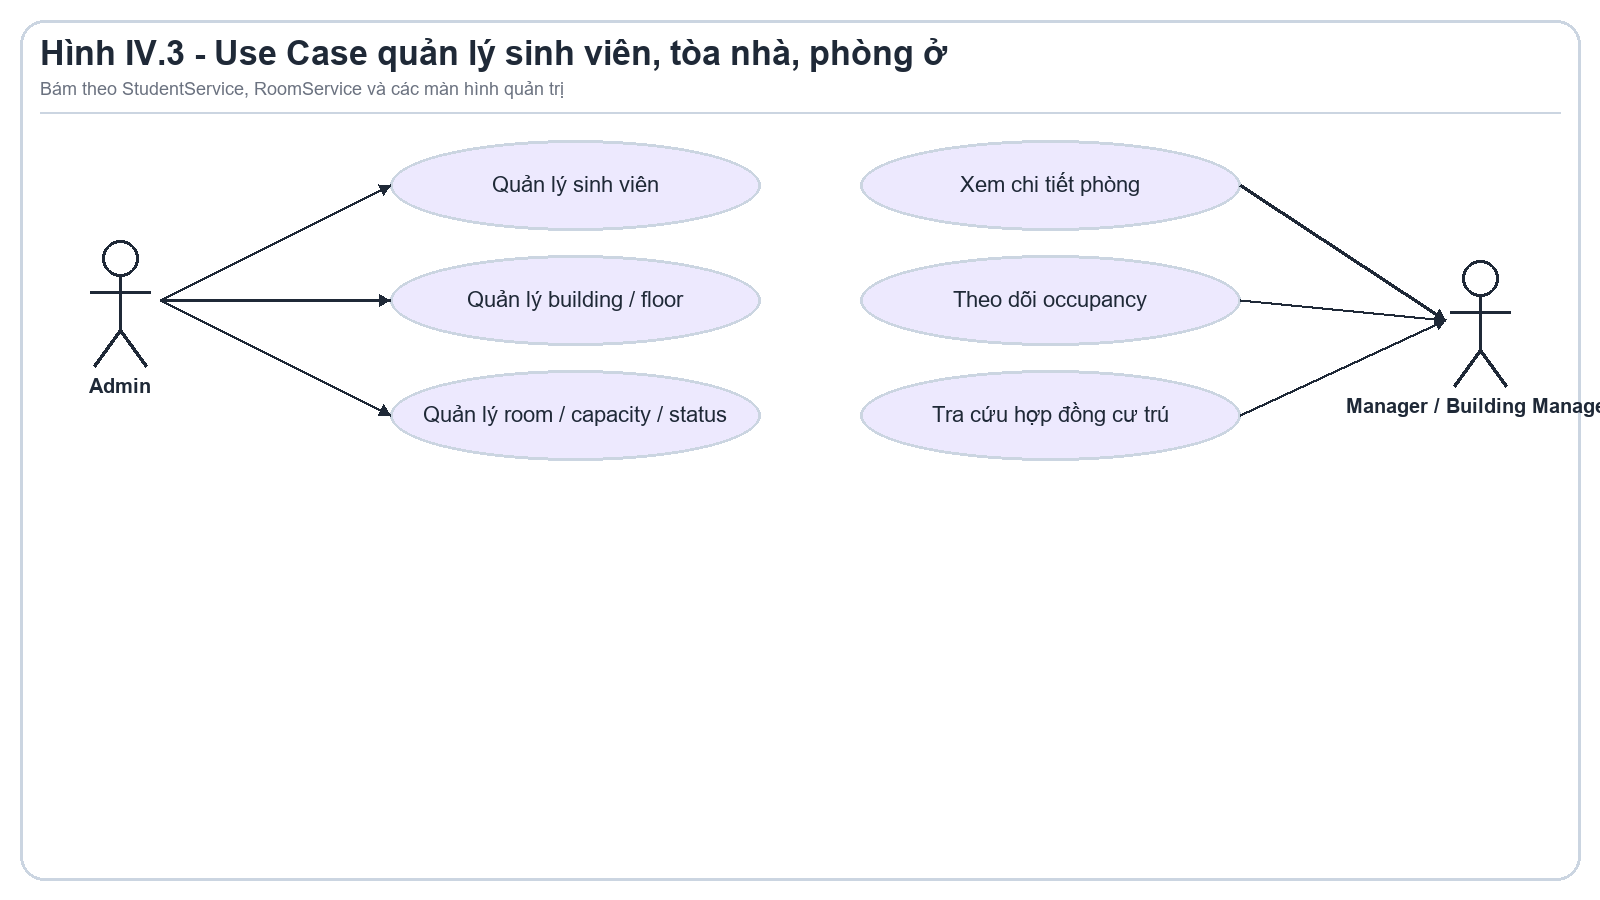 Hình IV.3 - Use Case quản lý sinh viên, tòa nhà, phòng ở
Bám theo StudentService, RoomService và các màn hình quản trị
Quản lý sinh viên
Xem chi tiết phòng
Quản lý building / floor
Theo dõi occupancy
Admin
Manager / Building Manage
Quản lý room / capacity / status
Tra cứu hợp đồng cư trú